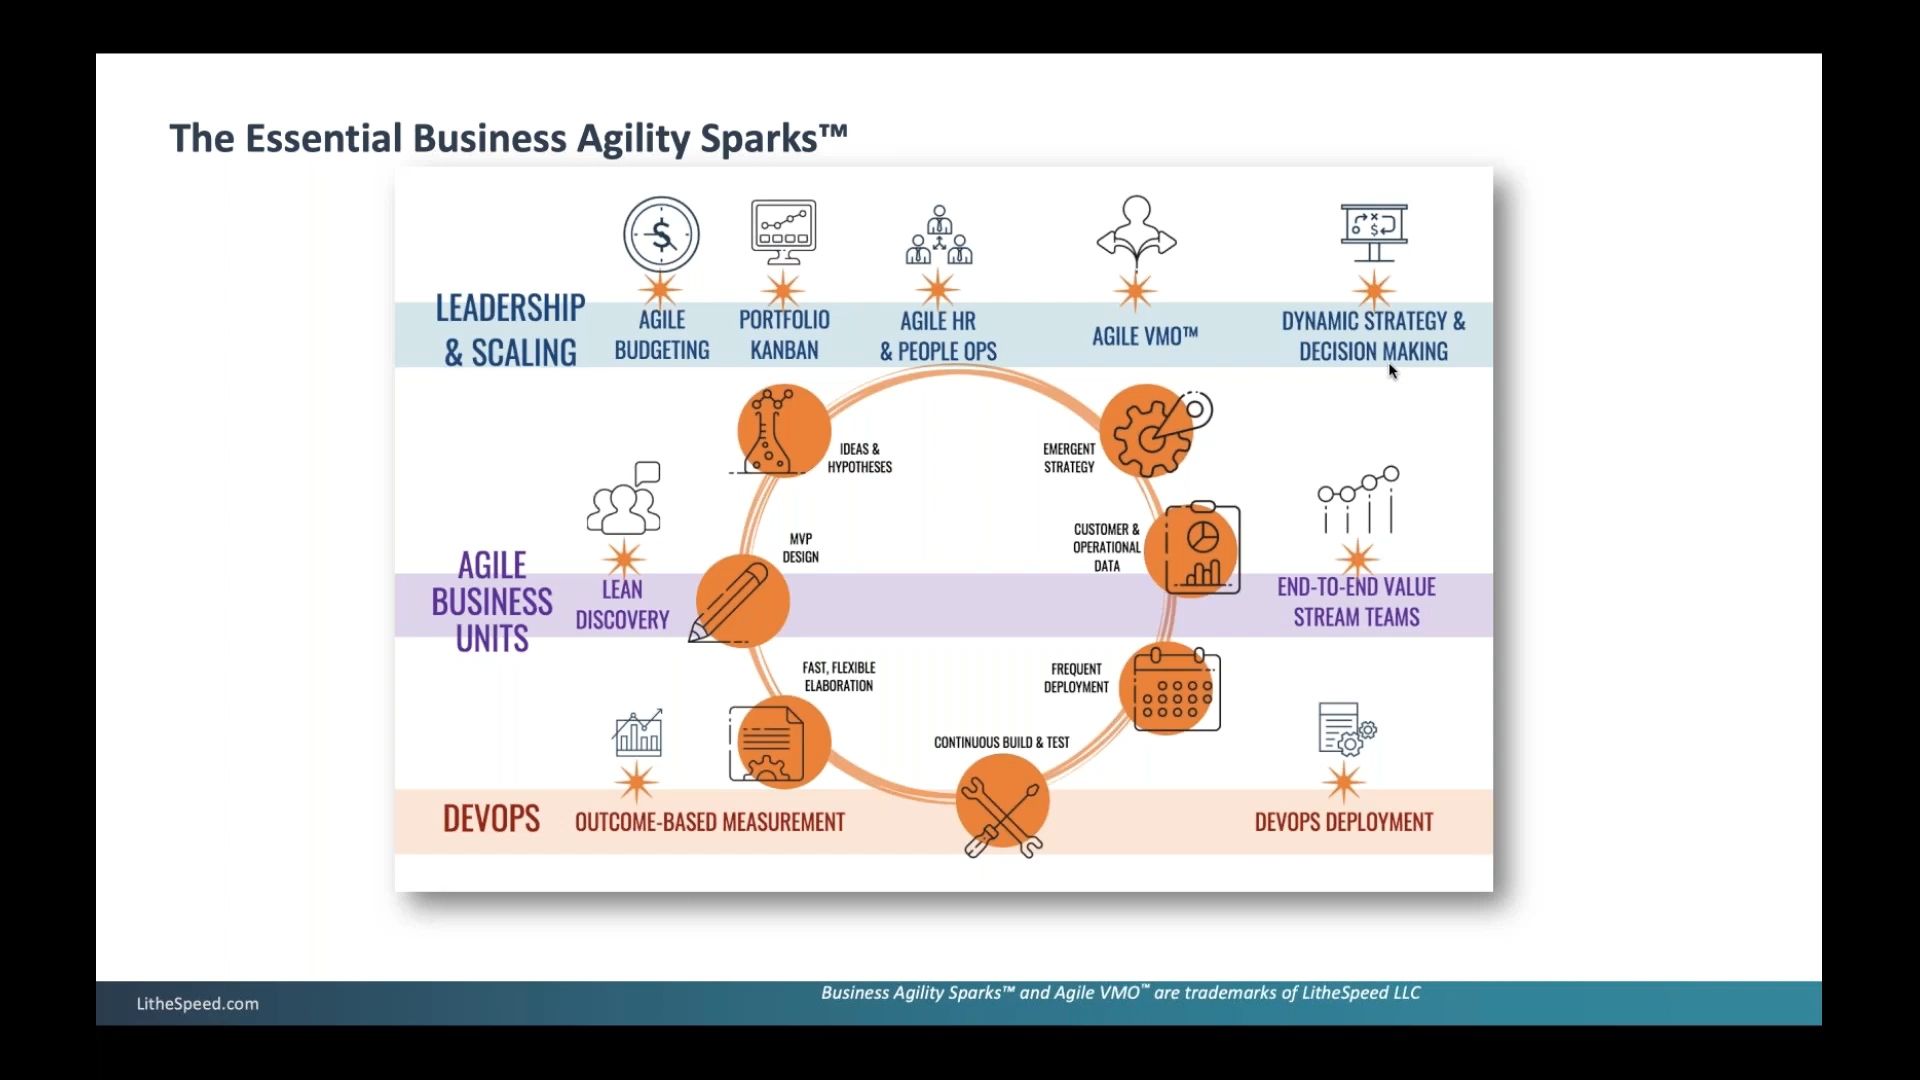 The Essential Business Agility Sparks™
LEADERSHIP
& SCALING
AGILE
BUDGETING
PORTFOLIO
KANBAN
AGILE HR
& PEOPLE OPS
AGILE VMO™
DYNAMIC STRATEGY &
DECISION MAKING
IDEAS &
HYPOTHESES
EMERGENT
STRATEGY
MVP
DESIGN
CUSTOMER &
OPERATIONAL
DATA
AGILE
BUSINESS
UNITS
LEAN
DISCOVERY
END-TO-END VALUE
STREAM TEAMS
FAST, FLEXIBLE
ELABORATION
FREQUENT
DEPLOYMENT
CONTINUOUS BUILD & TEST
DEVOPS
OUTCOME-BASED MEASUREMENT
DEVOPS DEPLOYMENT
LitheSpeed.com
Business Agility Sparks™ and Agile VMO™ are trademarks of LitheSpeed LLC